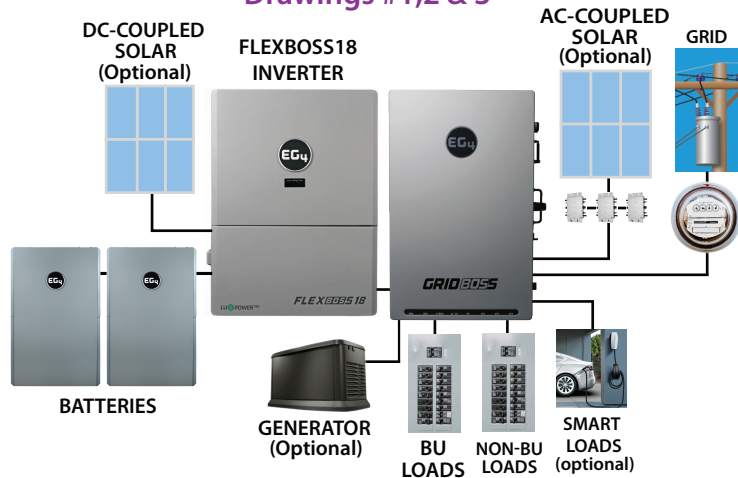 Drawings #1,2 & 3
DC-COUPLED
SOLAR
(Optional)
FLEXBOSS18
INVERTER
AC-COUPLED
SOLAR
(Optional)
GRID
EG4
EG4
EG4
EG4
GRIDBOSS
FLEXBOSS18
LUXPOWER
BATTERIES
GENERATOR
(Optional)
BU
LOADS
NON-BU
LOADS
SMART
LOADS
(optional)